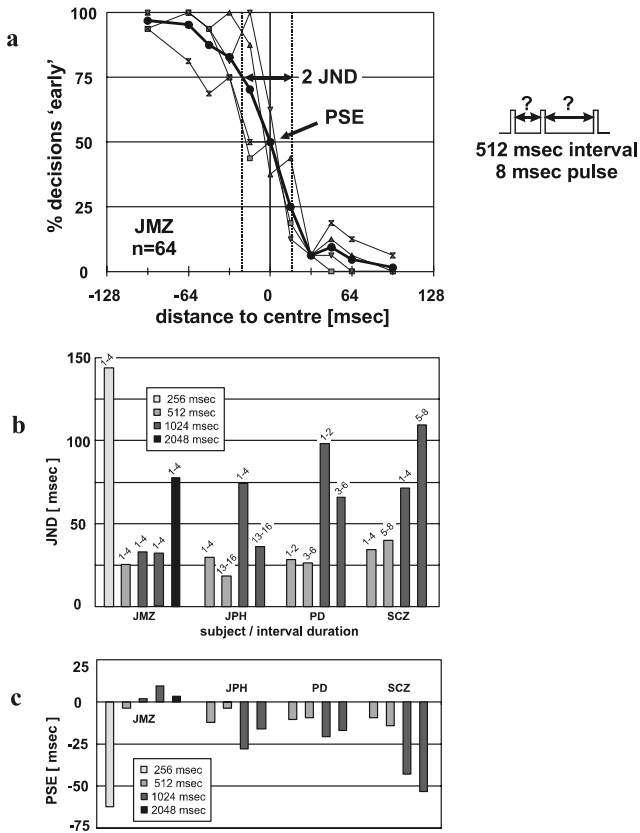 a
% decisions 'early'
100
75
50
25
0
2 JND
PSE
JMZ
n=64
-128
-64
0
64
128
distance to centre [msec]
?
?
512 msec interval
8 msec pulse
b
JND [ msec]
150
100
50
25
0
256 msec
512 msec
1024 msec
2048 msec
1-4
1-4
1-4
1-4
1-4
1-4
13-16
1-4
13-16
1-2
3-6
1-2
3-6
1-4
5-8
1-4
5-8
JMZ
JPH
PD
SCZ
subject / interval duration
c
PSE [ msec]
25
0
-25
-50
-75
JMZ
JPH
PD
SCZ
256 msec
512 msec
1024 msec
2048 msec